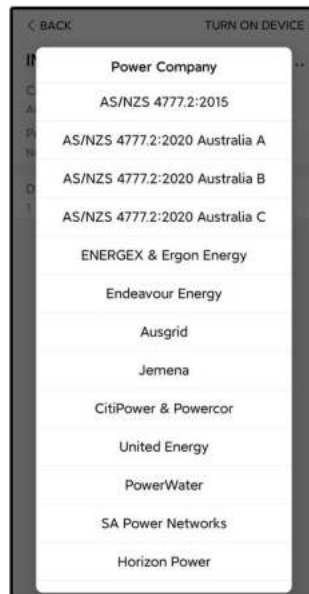 < BACK
TURN ON DEVICE
Power Company
AS/NZS 4777.2:2015
AS/NZS 4777.2:2020 Australia A
AS/NZS 4777.2:2020 Australia B
AS/NZS 4777.2:2020 Australia C
ENERGEX & Ergon Energy
Endeavour Energy
Ausgrid
Jemena
CitiPower & Powercor
United Energy
PowerWater
SA Power Networks
Horizon Power